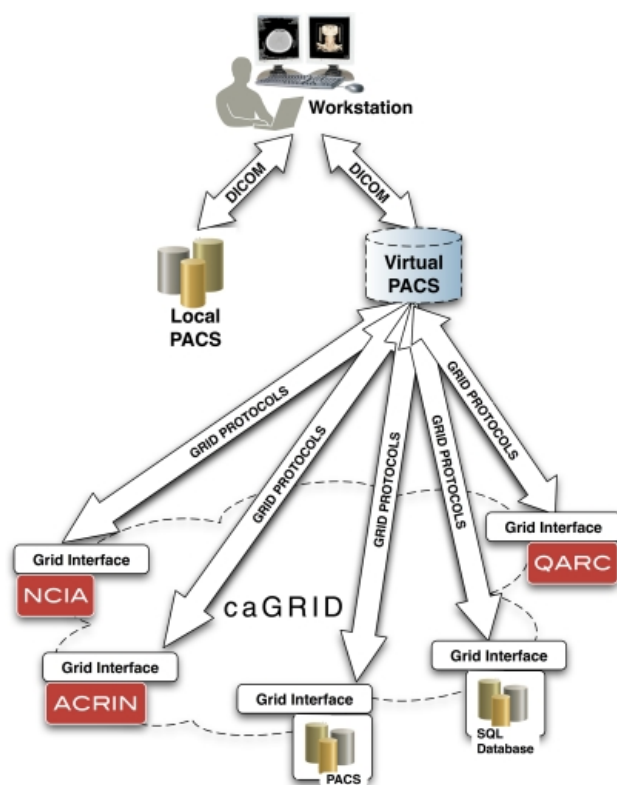 Workstation
DICOM
DICOM
Local
PACS
Virtual
PACS
GRID PROTOCOLS
GRID PROTOCOLS
GRID PROTOCOLS
GRID PROTOCOLS
GRID PROTOCOLS
Grid Interface
NCIA
Grid Interface
QARC
caGRID
Grid Interface
ACRIN
Grid Interface
SQL
Database
Grid Interface
PACS